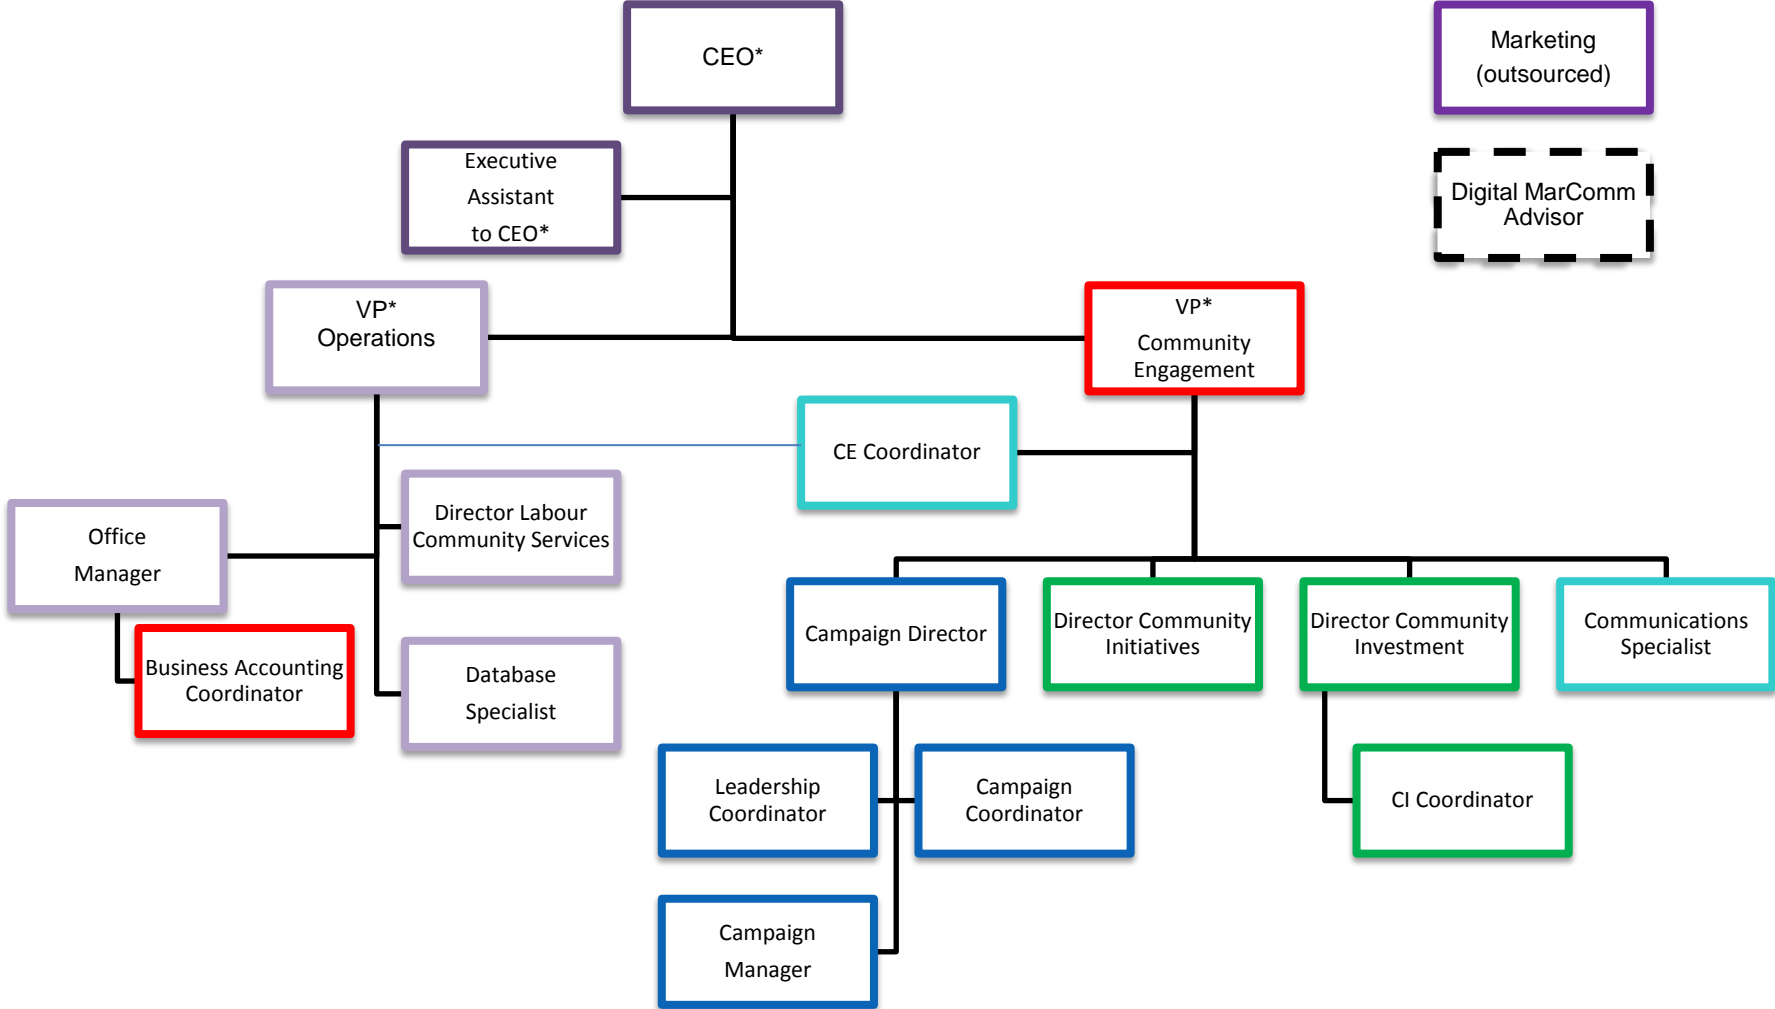 CEO*
Marketing
(outsourced)
Executive
Assistant
to CEO*
Digital MarComm
Advisor
VP*
Operations
VP*
Community
Engagement
CE Coordinator
Office
Manager
Director Labour
Community Services
Business Accounting
Coordinator
Database
Specialist
Campaign Director
Director Community
Initiatives
Director Community
Investment
Communications
Specialist
Leadership
Coordinator
Campaign
Coordinator
CI Coordinator
Campaign
Manager